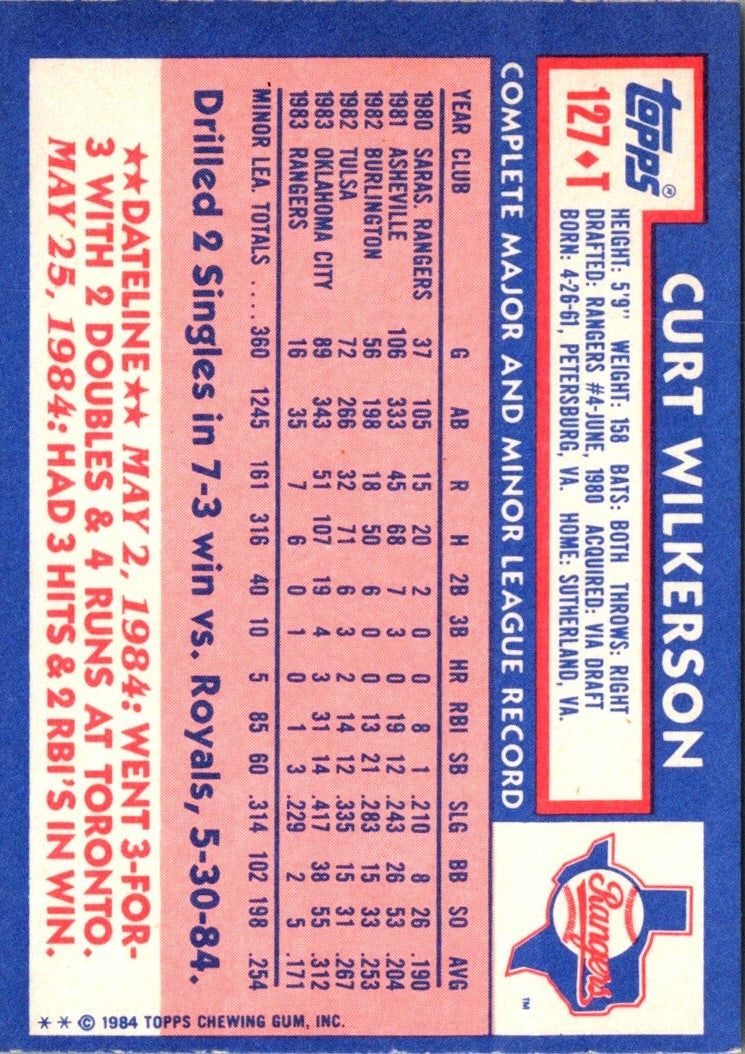 topps®
127♦T
CURT WILKERSON
HEIGHT: 5'9" WEIGHT: 158 BATS: BOTH THROWS: RIGHT
DRAFTED: RANGERS #4-JUNE, 1980 ACQUIRED: VIA DRAFT
BORN: 4-26-61, PETERSBURG, VA. HOME: SUTHERLAND, VA.
Rangers
TM
COMPLETE MAJOR AND MINOR LEAGUE RECORD
YEAR CLUB G AB R H 2B 3B HR RBI SB SLG BB SO AVG
1980 SARAS. RANGERS 37 105 15 20 2 0 0 8 1 .210 8 26 .190
1981 ASHEVILLE 106 333 45 68 7 3 0 19 12 .243 26 53 .204
1982 BURLINGTON 56 198 18 50 6 0 0 13 21 .283 15 33 .253
1982 TULSA 72 266 32 71 6 3 2 14 12 .335 15 31 .267
1983 OKLAHOMA CITY 89 343 51 107 19 4 3 31 14 .417 38 55 .312
1983 RANGERS 16 35 7 6 0 1 0 1 3 .229 2 5 .171
MINOR LEA. TOTALS .... 360 1245 161 316 40 10 5 85 60 .314 102 198 .254
Drilled 2 Singles in 7-3 win vs. Royals, 5-30-84.
★★DATELINE★★ MAY 2, 1984: WENT 3-FOR-
3 WITH 2 DOUBLES & 4 RUNS AT TORONTO.
MAY 25, 1984: HAD 3 HITS & 2 RBI'S IN WIN.
* * © 1984 TOPPS CHEWING GUM, INC.